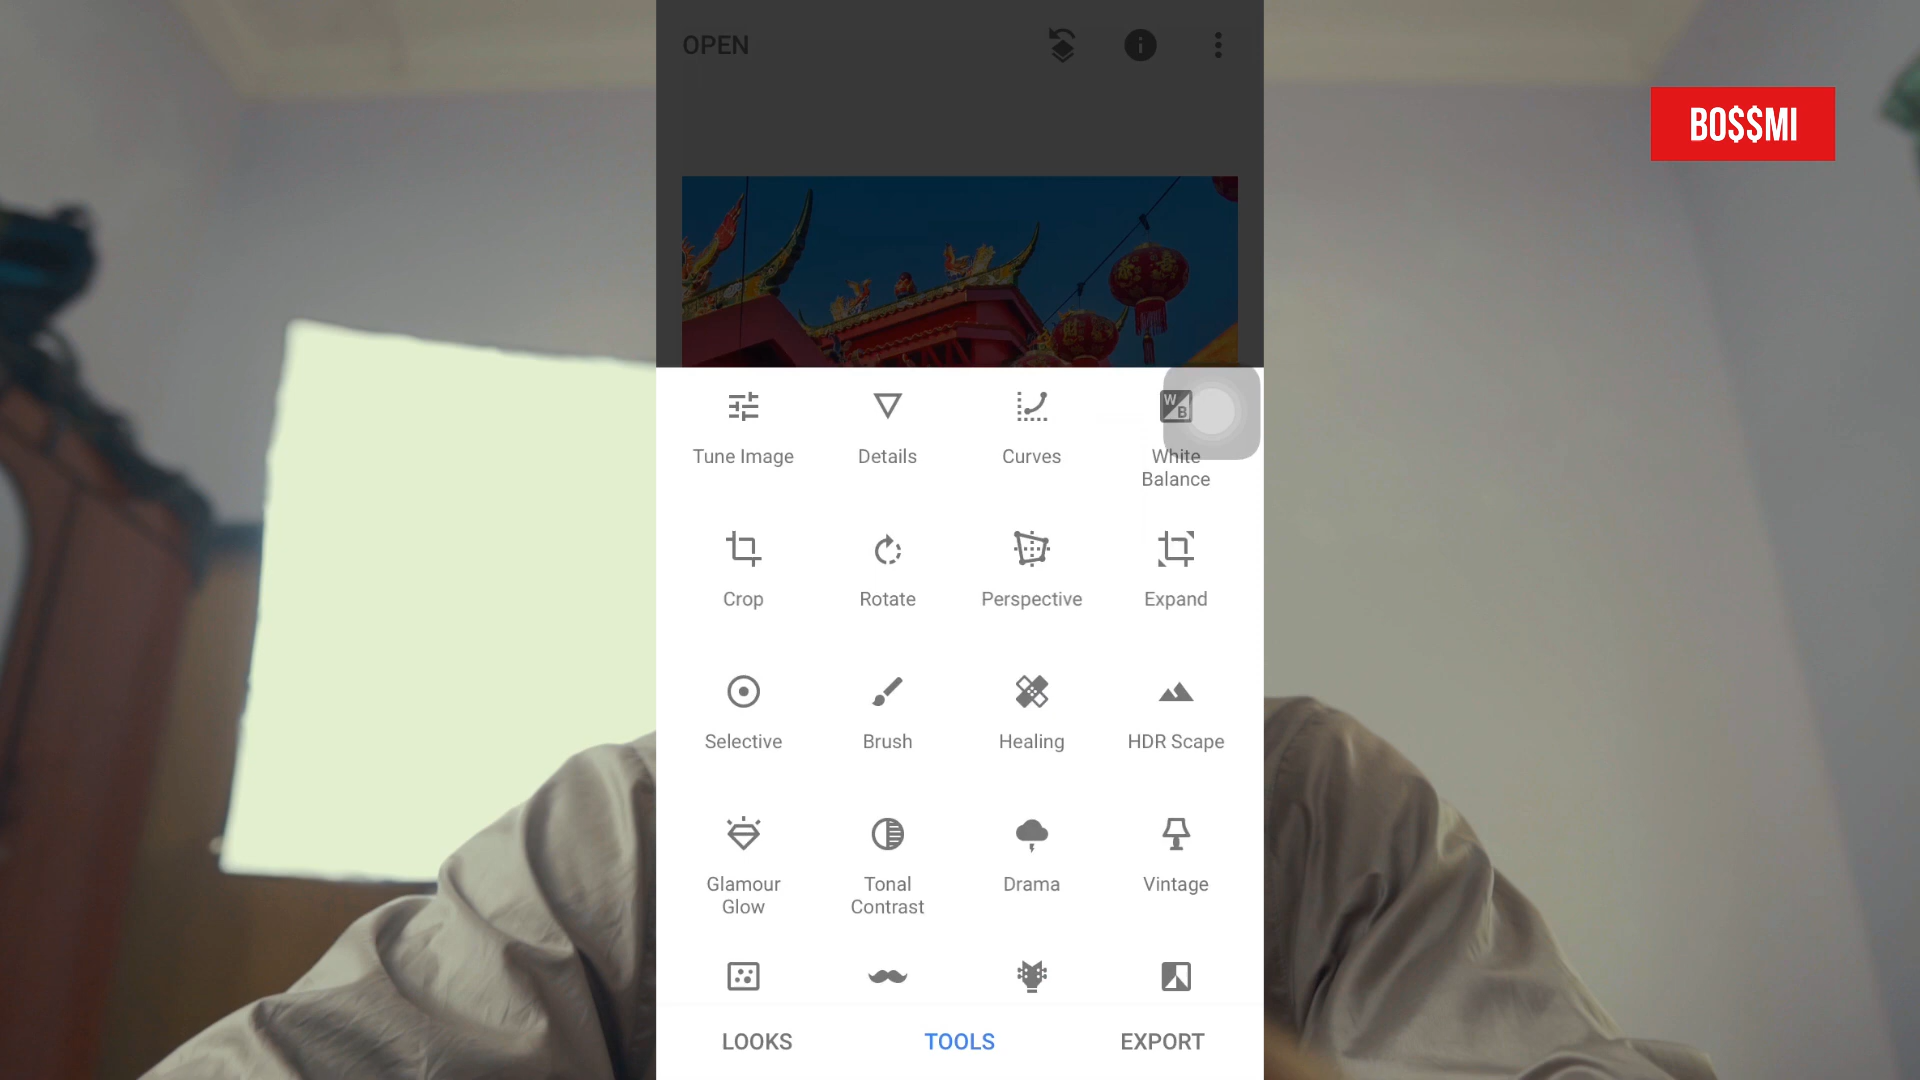 OPEN
BO$$MI
Tune Image
Details
Curves
White
Balance
Crop
Rotate
Perspective
Expand
Selective
Brush
Healing
HDR Scape
Glamour
Glow
Tonal
Contrast
Drama
Vintage
LOOKS
TOOLS
EXPORT